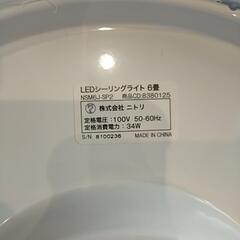 LEDシーリングライト 6畳
NSM6J-SP2 商品CD:8380125
株式会社 ニトリ
定格電圧:100V 50-60Hz
定格消費電力:34W
S/N 8100236 MADE IN CHINA